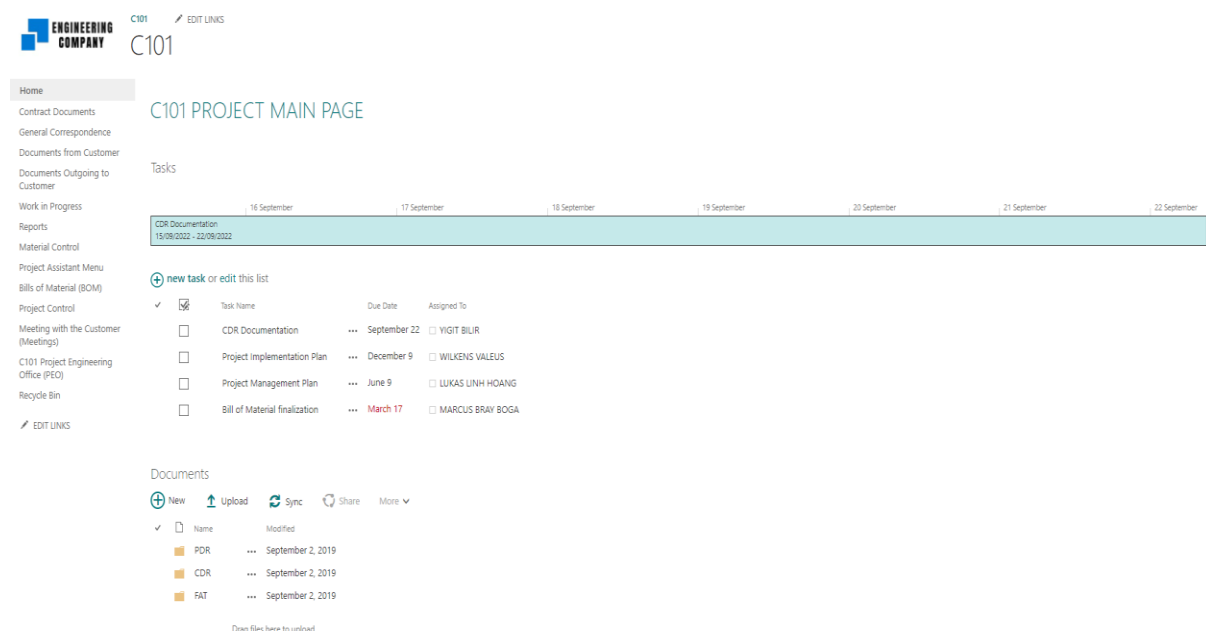 ENGINEERING
COMPANY
C101 EDIT LINKS
C101
Home
Contract Documents
General Correspondence
Documents from Customer
Documents Outgoing to
Customer
Work in Progress
Reports
Material Control
Project Assistant Menu
Bills of Material (BOM)
Project Control
Meeting with the Customer
(Meetings)
C101 Project Engineering
Office (PEO)
Recycle Bin
EDIT LINKS
C101 PROJECT MAIN PAGE
Tasks
16 September 17 September 18 September 19 September 20 September 21 September 22 September
CDR Documentation
15/09/2022 - 22/09/2022
new task or edit this list
Task Name Due Date Assigned To
CDR Documentation ... September 22 YIGIT BILIR
Project Implementation Plan ... December 9 WILKENS VALEUS
Project Management Plan ... June 9 LUKAS LINH HOANG
Bill of Material finalization ... March 17 MARCUS BRAY BOGA
Documents
New Upload Sync Share More
Name Modified
PDR ... September 2, 2019
CDR ... September 2, 2019
FAT ... September 2, 2019
Drag files here to upload